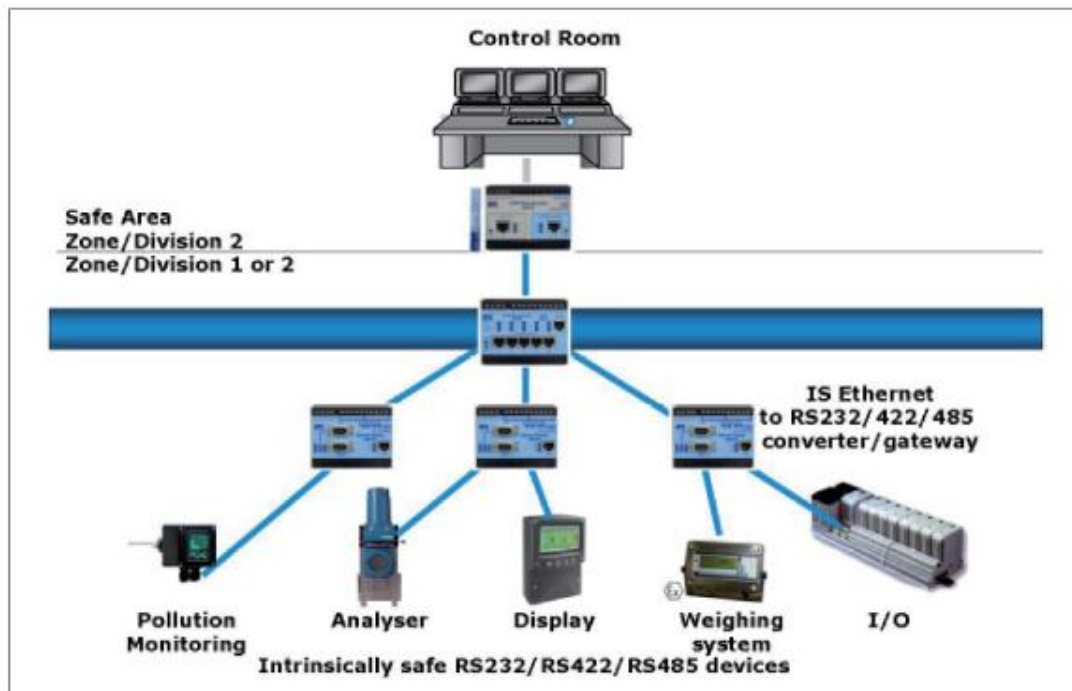 Control Room
Safe Area
Zone/Division 2
Zone/Division 1 or 2
IS Ethernet
to RS232/422/485
converter/gateway
Pollution
Monitoring
Analyser
Display
Weighing
system
I/O
Intrinsically safe RS232/RS422/RS485 devices